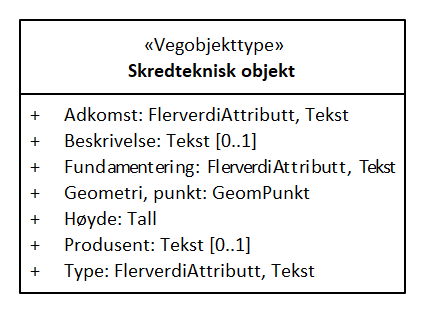 «Vegobjekttype»
Skredteknisk objekt
+ Adkomst: FlerverdiAttributt, Tekst
+ Beskrivelse: Tekst [0..1]
+ Fundamentering: FlerverdiAttributt, Tekst
+ Geometri, punkt: GeomPunkt
+ Høyde: Tall
+ Produsent: Tekst [0..1]
+ Type: FlerverdiAttributt, Tekst